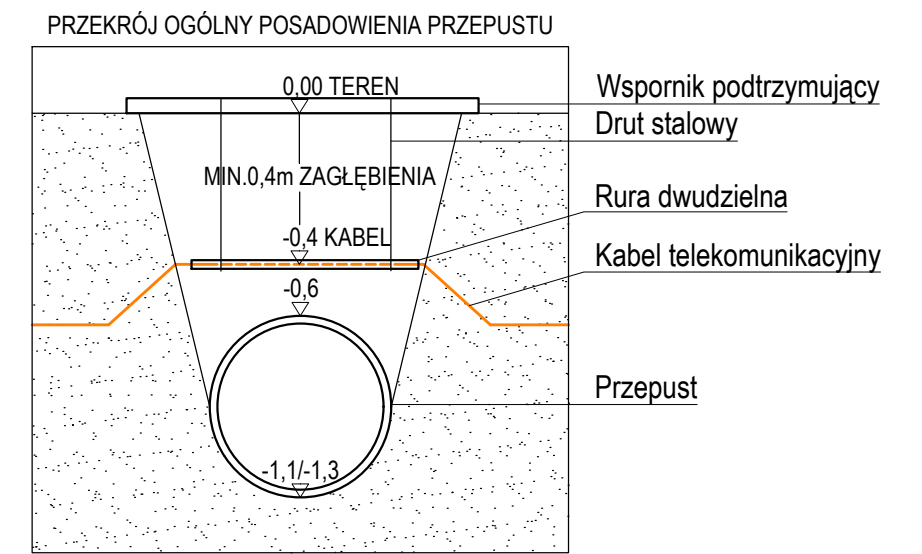 PRZEKRÓJ OGÓLNY POSADOWIENIA PRZEPUSTU
0,00 TEREN
Wspornik podtrzymujący
Drut stalowy
MIN.0,4m ZAGŁĘBIENIA
Rura dwudzielna
-0,4 KABEL
Kabel telekomunikacyjny
-0,6
Przepust
-1,1/-1,3